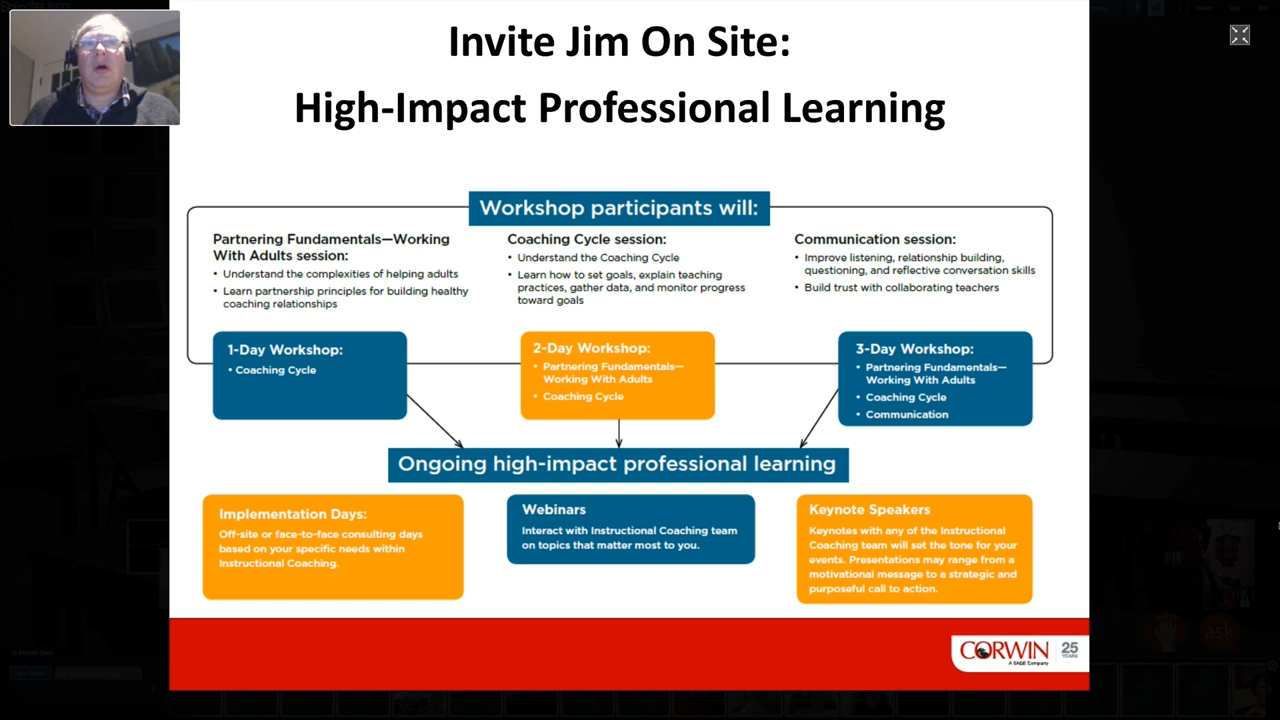 Invite Jim On Site:
High-Impact Professional Learning
Workshop participants will:
Partnering Fundamentals—Working
With Adults session:
• Understand the complexities of helping adults
• Learn partnership principles for building healthy
coaching relationships
Coaching Cycle session:
• Understand the Coaching Cycle
• Learn how to set goals, explain teaching
practices, gather data, and monitor progress
toward goals
Communication session:
• Improve listening, relationship building,
questioning, and reflective conversation skills
• Build trust with collaborating teachers
1-Day Workshop:
• Coaching Cycle
2-Day Workshop:
• Partnering Fundamentals—
Working With Adults
• Coaching Cycle
3-Day Workshop:
• Partnering Fundamentals—
Working With Adults
• Coaching Cycle
• Communication
Ongoing high-impact professional learning
Implementation Days:
Off-site or face-to-face consulting days
based on your specific needs within
Instructional Coaching.
Webinars
Interact with Instructional Coaching team
on topics that matter most to you.
Keynote Speakers
Keynotes with any of the Instructional
Coaching team will set the tone for your
events. Presentations may range from a
motivational message to a strategic and
purposeful call to action.
ask
CORWIN
A SAGE Company
25
YEARS